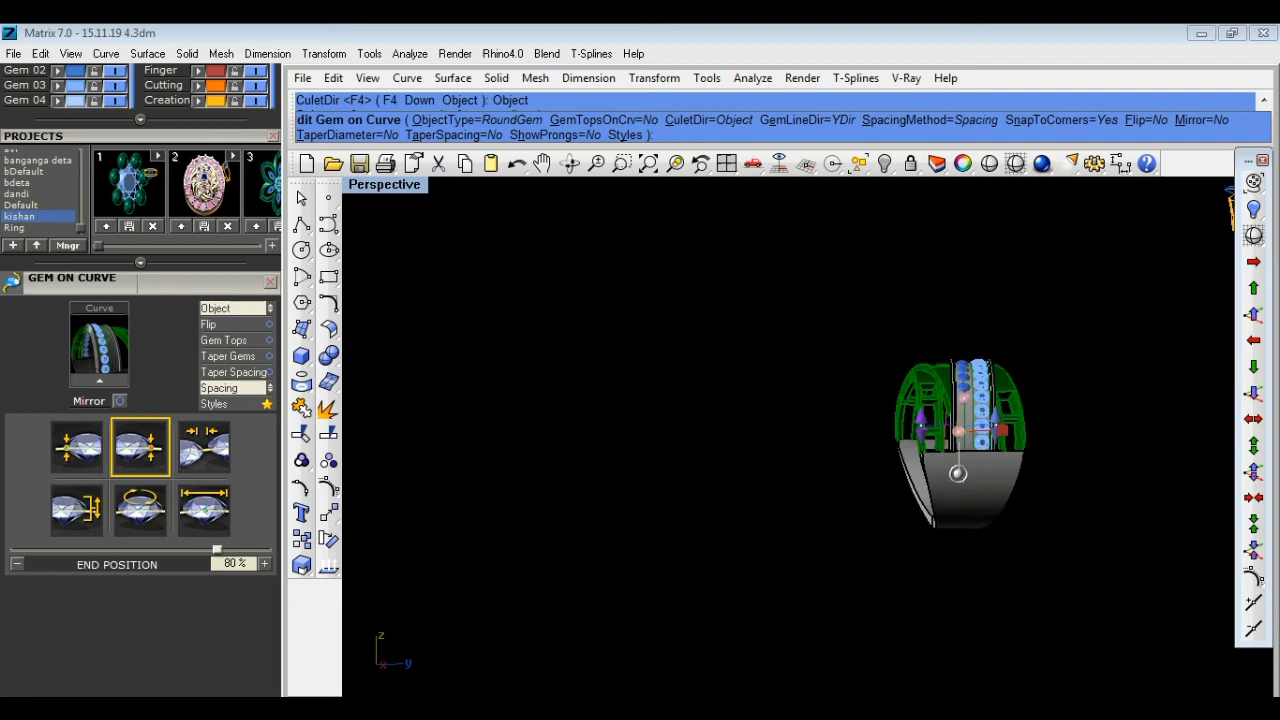 Matrix 7.0 - 15.11.19 4.3dm
File Edit View Curve Surface Solid Mesh Dimension Transform Tools Analyze Render Rhino4.0 Blend T-Splines Help
Gem 02 Finger
Gem 03 Cutting
Gem 04 Creation
File Edit View Curve Surface Solid Mesh Dimension Transform Tools Analyze Render T-Splines V-Ray Help
CuletDir <F4> ( F4 Down Object ): Object
dit Gem on Curve ( ObjectType=RoundGem GemTopsOnCrv=No CuletDir=Object GemLineDir=YDir SpacingMethod=Spacing SnapToCorners=Yes Flip=No Mirror=No
TaperDiameter=No TaperSpacing=No ShowProngs=No Styles ):
PROJECTS
banganga deta
bDefault
bdeta
dandi
Default
kishan
Ring
1 2 3
Mngr
Perspective
GEM ON CURVE
Curve
Object
Flip
Gem Tops
Taper Gems
Taper Spacing
Spacing
Styles
Mirror
END POSITION 80 %
z
x y